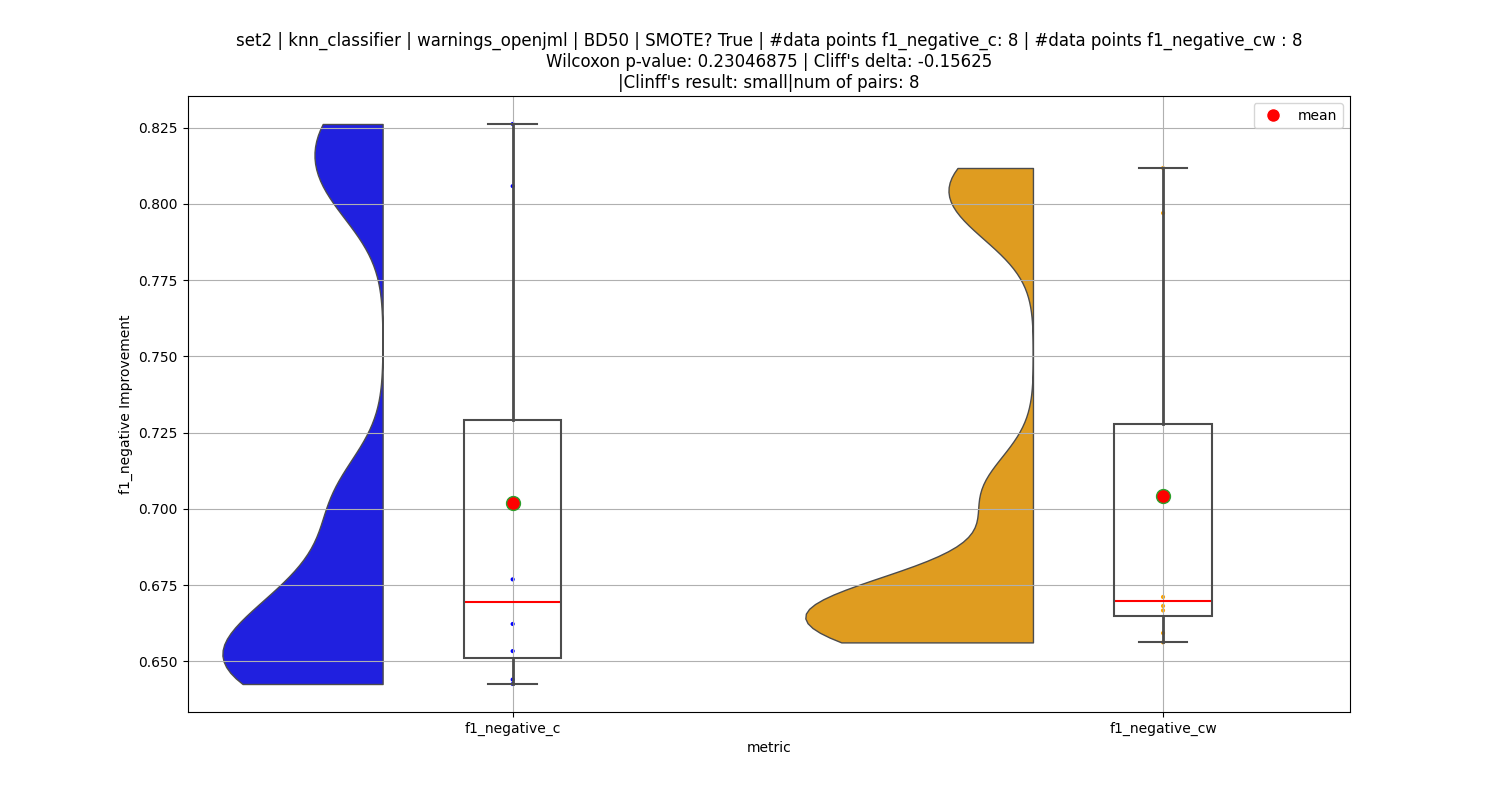 set2 | knn_classifier | warnings_openjml | BD50 | SMOTE? True | #data points f1_negative_c: 8 | #data points f1_negative_cw : 8
Wilcoxon p-value: 0.23046875 | Cliff's delta: -0.15625
|Clinff's result: small|num of pairs: 8
mean
0.825
0.800
0.775
0.750
0.725
0.700
0.675
0.650
f1_negative Improvement
f1_negative_c
f1_negative_cw
metric